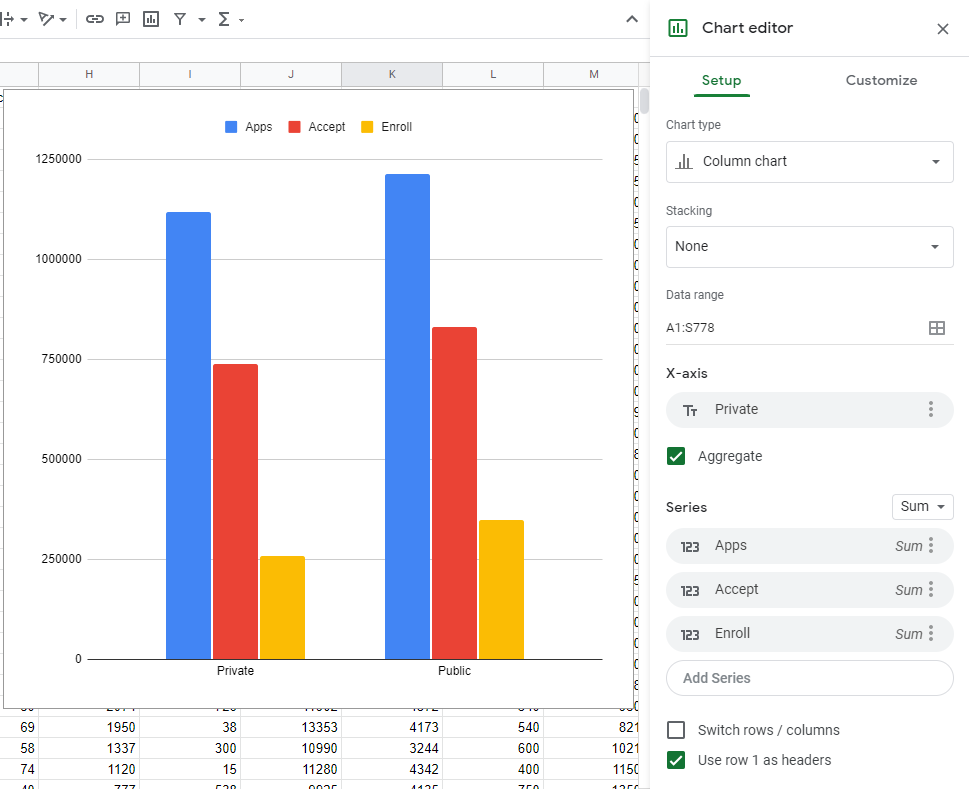 Chart editor
H I J K L M
Setup Customize
Apps Accept Enroll
Chart type
Column chart
Stacking
None
Data range
A1:S778
X-axis
Private
Aggregate
Series Sum
Apps Sum
Accept Sum
Enroll Sum
Add Series
Switch rows / columns
Use row 1 as headers
1250000
1000000
750000
500000
250000
0
Private Public
69 1950 38 13353 4173 540 821
58 1337 300 10990 3244 600 1021
74 1120 15 11280 4342 400 1150